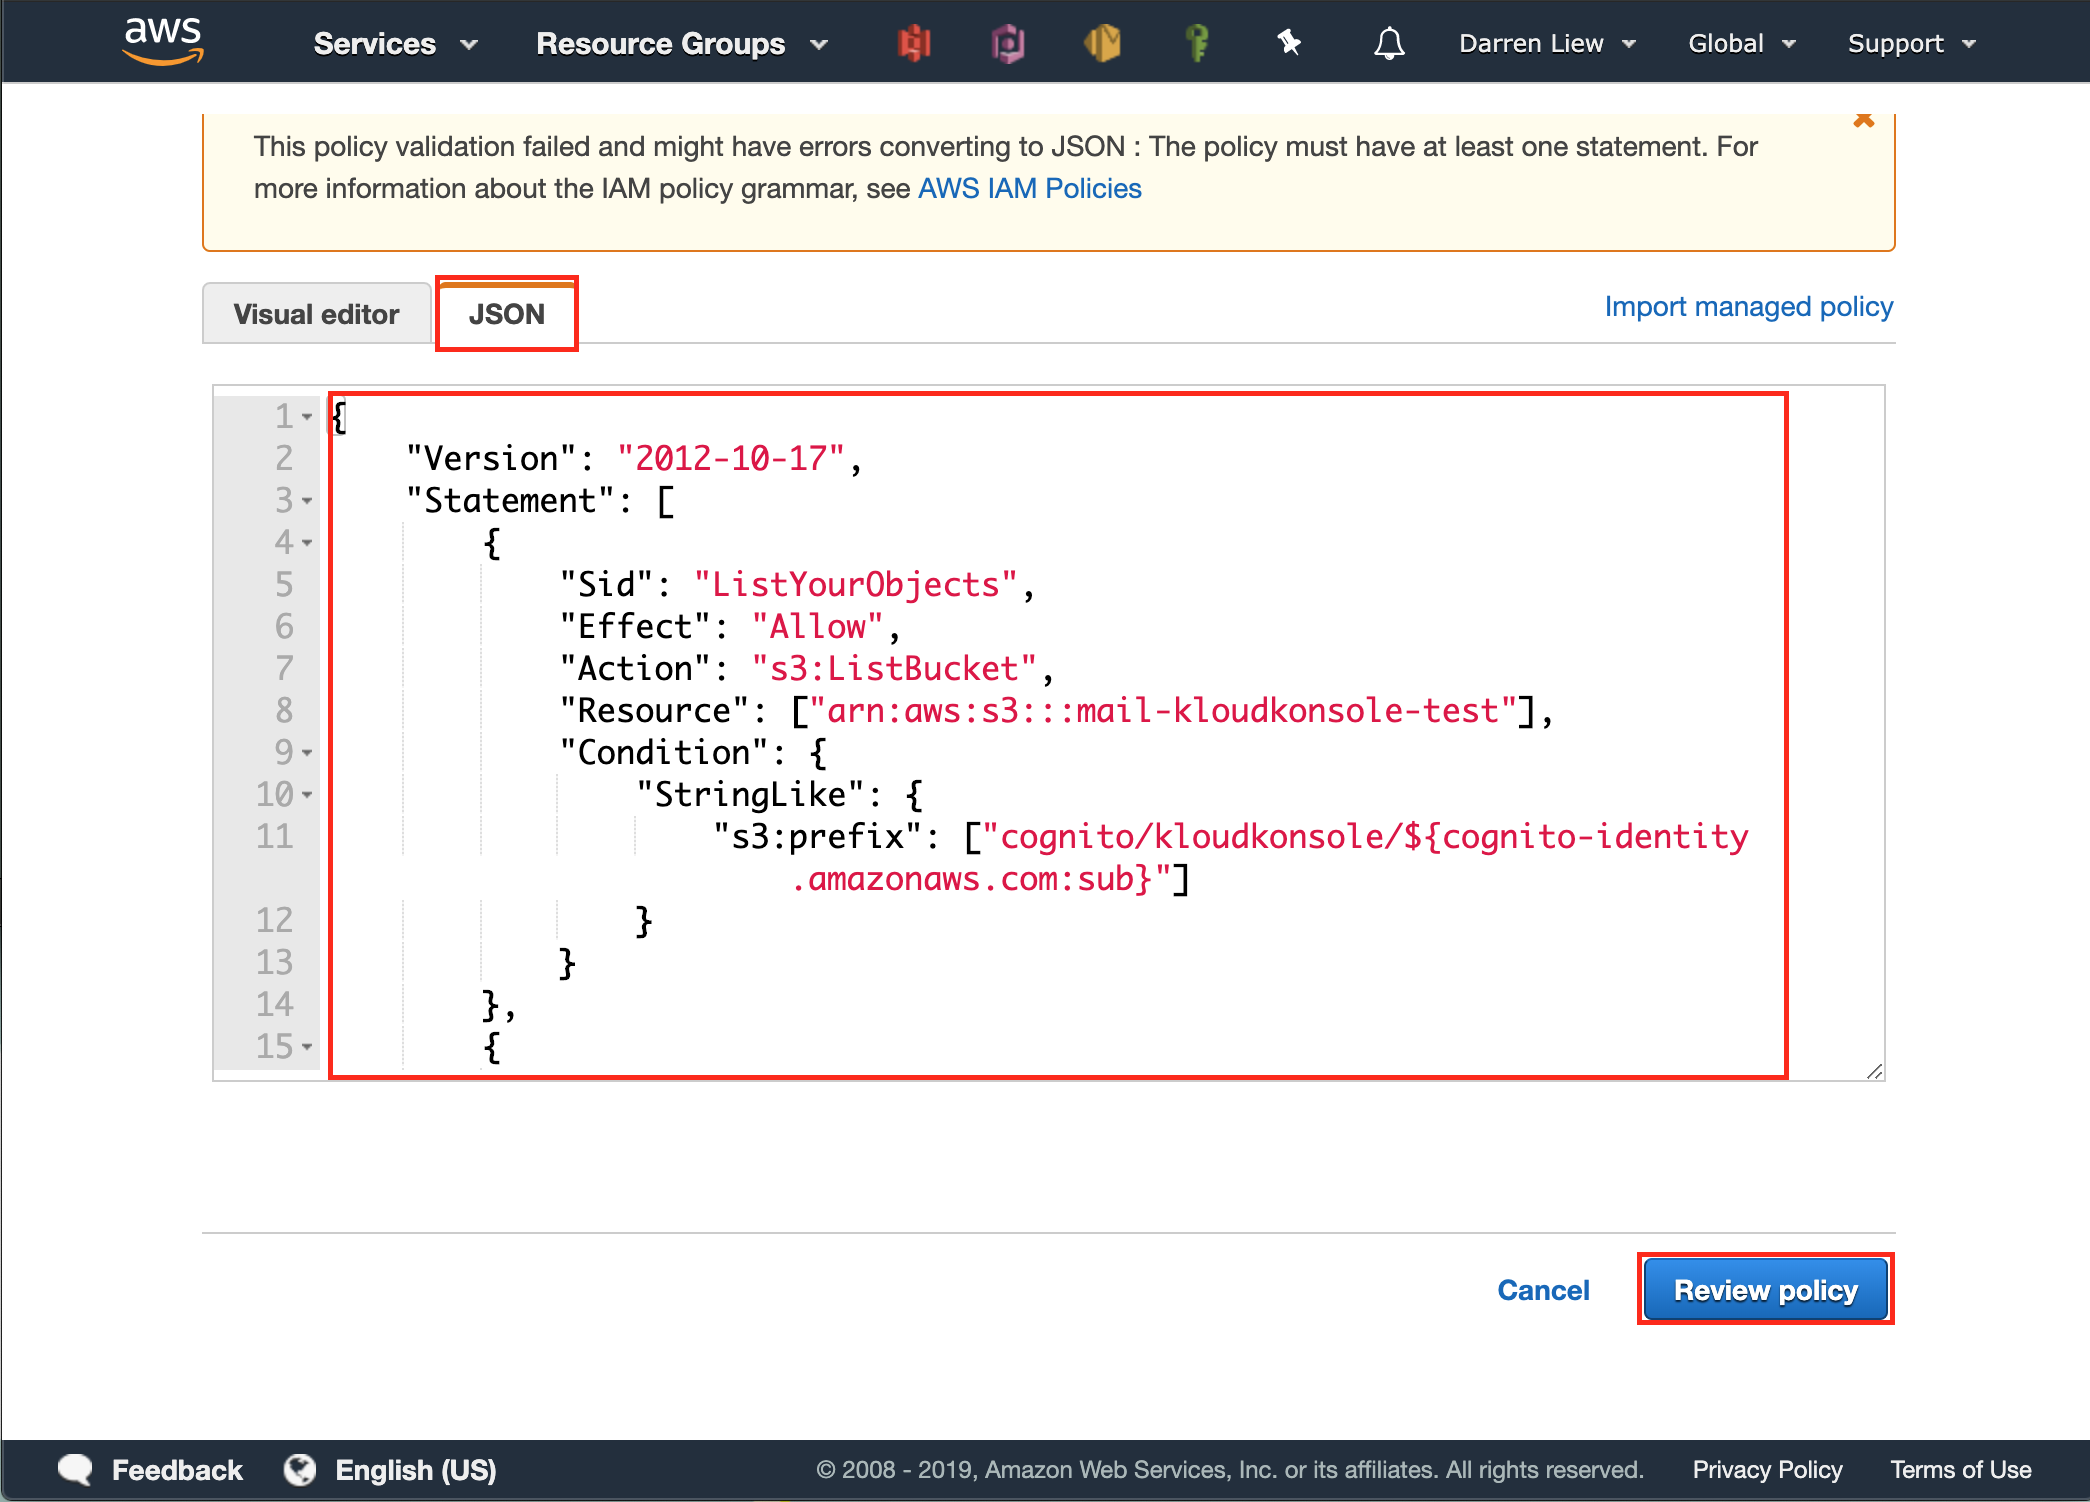 aws Services Resource Groups Darren Liew Global Support
This policy validation failed and might have errors converting to JSON : The policy must have at least one statement. For
more information about the IAM policy grammar, see AWS IAM Policies
Visual editor JSON Import managed policy
1 {
2 "Version": "2012-10-17",
3 "Statement": [
4 {
5 "Sid": "ListYourObjects",
6 "Effect": "Allow",
7 "Action": "s3:ListBucket",
8 "Resource": ["arn:aws:s3:::mail-kloudkonsole-test"],
9 "Condition": {
10 "StringLike": {
11 "s3:prefix": ["cognito/kloudkonsole/${cognito-identity
.amazonaws.com:sub}"]
12 }
13 }
14 },
15 {
Cancel Review policy
Feedback English (US) © 2008 - 2019, Amazon Web Services, Inc. or its affiliates. All rights reserved. Privacy Policy Terms of Use